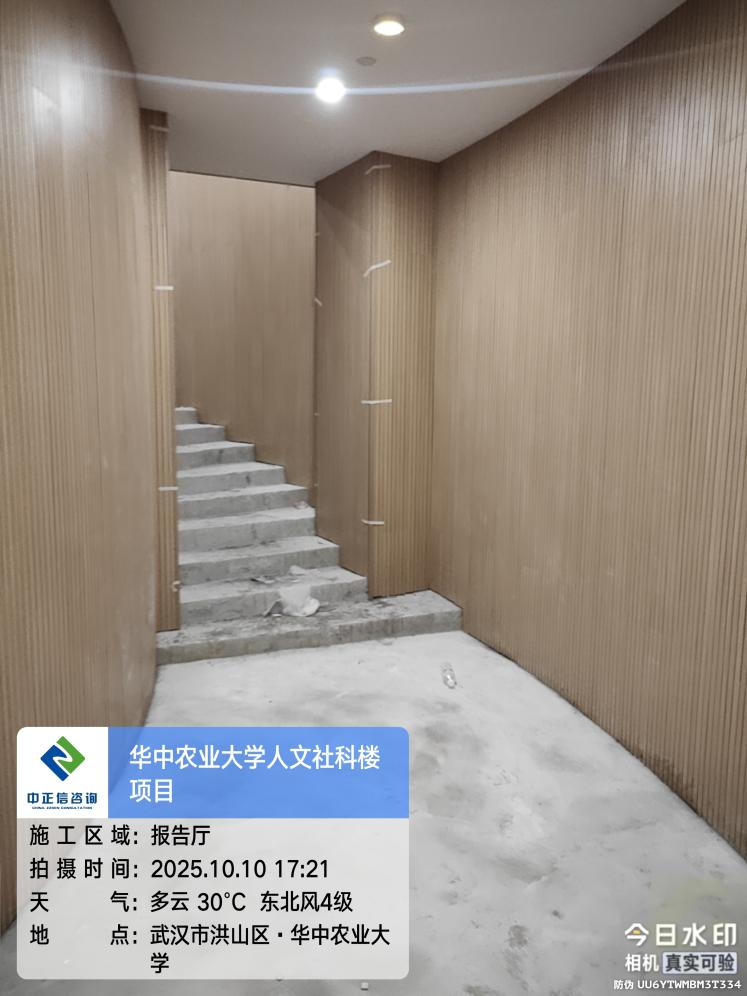 华中农业大学人文社科楼
项目
中正信咨询
施工区域：报告厅
拍摄时间：2025.10.10 17:21
天气：多云 30℃ 东北风4级
地点：武汉市洪山区·华中农业大
学
今日水印
相机 真实可验
防伪 UU6YTWMBM3T334